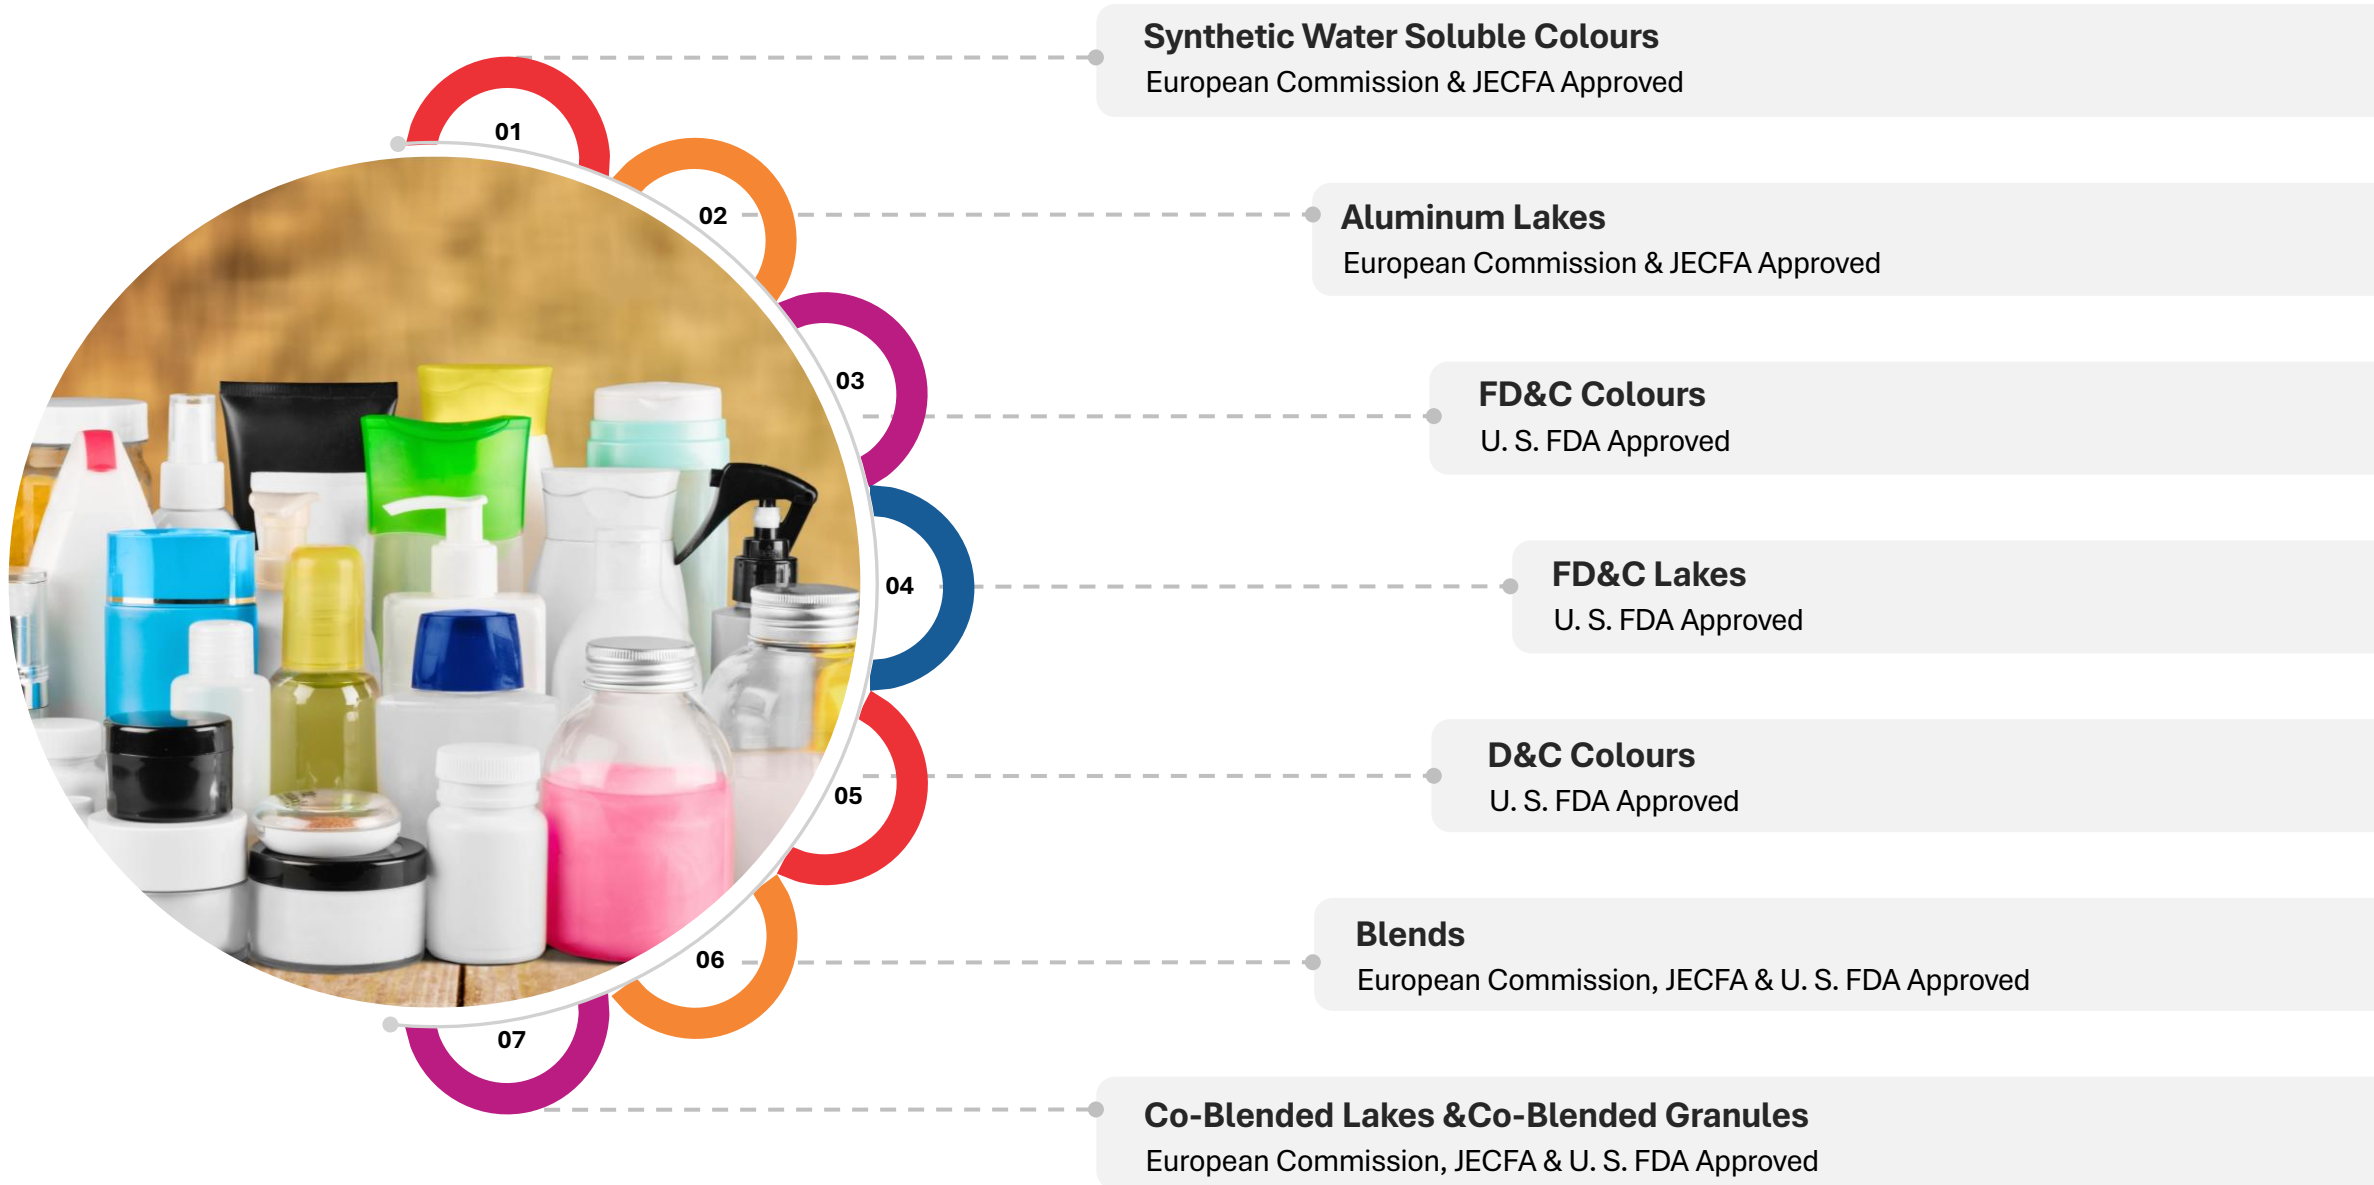 01
Synthetic Water Soluble Colours
European Commission & JECFA Approved
02
Aluminum Lakes
European Commission & JECFA Approved
03
FD&C Colours
U. S. FDA Approved
04
FD&C Lakes
U. S. FDA Approved
05
D&C Colours
U. S. FDA Approved
06
Blends
European Commission, JECFA & U. S. FDA Approved
07
Co-Blended Lakes &Co-Blended Granules
European Commission, JECFA & U. S. FDA Approved